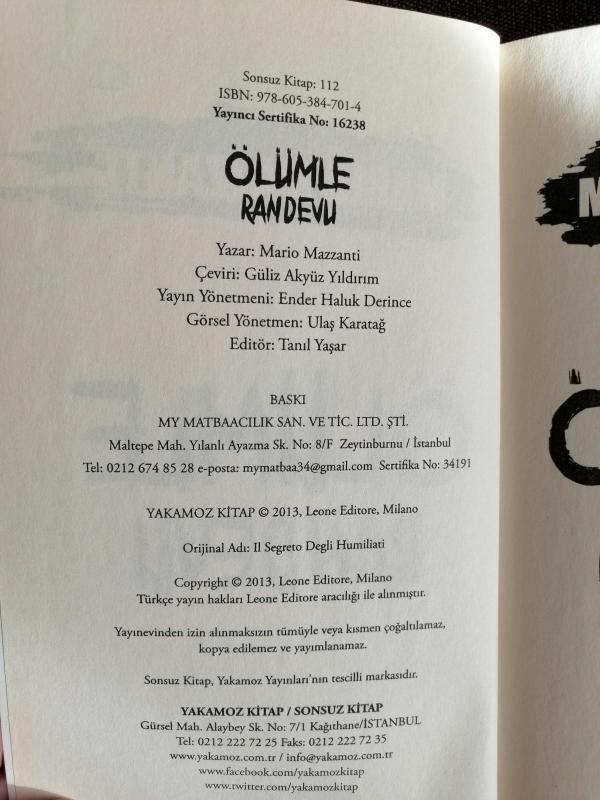 Sonsuz Kitap: 112
ISBN: 978-605-384-701-4
Yayıncı Sertifika No: 16238
ÖLÜMLE
RANDEVU
Yazar: Mario Mazzanti
Çeviri: Güliz Akyüz Yıldırım
Yayın Yönetmeni: Ender Haluk Derince
Görsel Yönetmen: Ulaş Karatağ
Editör: Tanıl Yaşar
BASKI
MY MATBAACILIK SAN. VE TİC. LTD. ŞTİ.
Maltepe Mah. Yılanlı Ayazma Sk. No: 8/F Zeytinburnu / İstanbul
Tel: 0212 674 85 28 e-posta: mymatbaa34@gmail.com Sertifika No: 34191
YAKAMOZ KİTAP © 2013, Leone Editore, Milano
Orijinal Adı: Il Segreto Degli Humiliati
Copyright © 2013, Leone Editore, Milano
Türkçe yayın hakları Leone Editore aracılığı ile alınmıştır.
Yayınevinden izin alınmaksızın tümüyle veya kısmen çoğaltılamaz,
kopya edilemez ve yayımlanamaz.
Sonsuz Kitap, Yakamoz Yayınları'nın tescilli markasıdır.
YAKAMOZ KİTAP / SONSUZ KİTAP
Gürsel Mah. Alaybey Sk. No: 7/1 Kağıthane/İSTANBUL
Tel: 0212 222 72 25 Faks: 0212 222 72 35
www.yakamoz.com.tr / info@yakamoz.com.tr
www.facebook.com/yakamozkitap
www.twitter.com/yakamozkitap
M
Ö